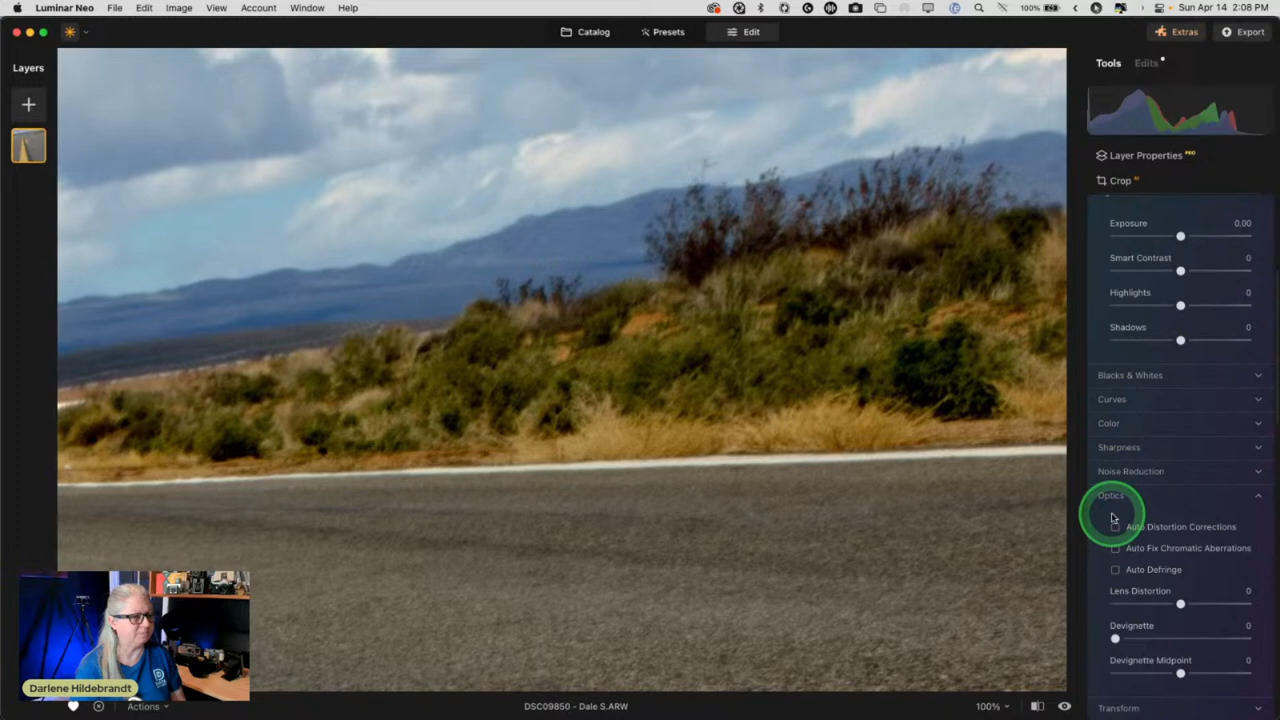 Luminar Neo File Edit Image View Account Window Help 100% Sun Apr 14 2:08 PM
Catalog Presets Edit Extras Export
Layers
Tools Edits
Layer Properties PRO
Crop AI
Exposure 0.00
Smart Contrast 0
Highlights 0
Shadows 0
Blacks & Whites
Curves
Color
Sharpness
Noise Reduction
Optics
Auto Distortion Corrections
Auto Fix Chromatic Aberrations
Auto Defringe
Lens Distortion 0
Devignette 0
Devignette Midpoint 0
Transform
Darlene Hildebrandt
Actions DSC09850 - Dale S.ARW 100%